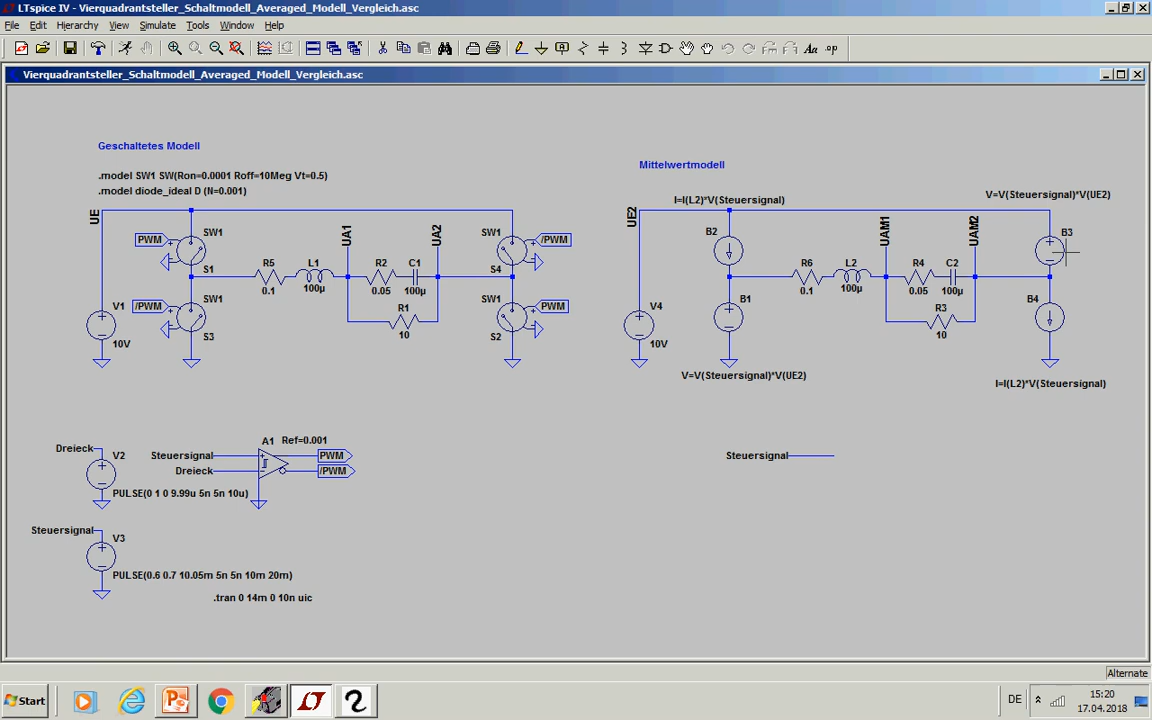 LTspice IV - Vierquadrantsteller_Schaltmodell_Averaged_Modell_Vergleich.asc
File Edit Hierarchy View Simulate Tools Window Help
Vierquadrantsteller_Schaltmodell_Averaged_Modell_Vergleich.asc
Geschaltetes Modell
.model SW1 SW(Ron=0.0001 Roff=10Meg Vt=0.5)
.model diode_ideal D (N=0.001)
UE
PWM
SW1
S1
/PWM
SW1
S3
V1
10V
R5
0.1
L1
100µ
UA1
R2
0.05
C1
100µ
UA2
R1
10
SW1
/PWM
S4
SW1
PWM
S2
Mittelwertmodell
I=I(L2)*V(Steuersignal)
V=V(Steuersignal)*V(UE2)
UE2
B2
B1
V4
10V
R6
0.1
L2
100µ
UAM1
R4
0.05
C2
100µ
UAM2
R3
10
B3
B4
V=V(Steuersignal)*V(UE2)
I=I(L2)*V(Steuersignal)
Dreieck
V2
PULSE(0 1 0 9.99u 5n 5n 10u)
Steuersignal
Dreieck
A1
Ref=0.001
PWM
/PWM
Steuersignal
Steuersignal
V3
PULSE(0.6 0.7 10.05m 5n 5n 10m 20m)
.tran 0 14m 0 10n uic
Alternate
Start
DE
15:20
17.04.2018